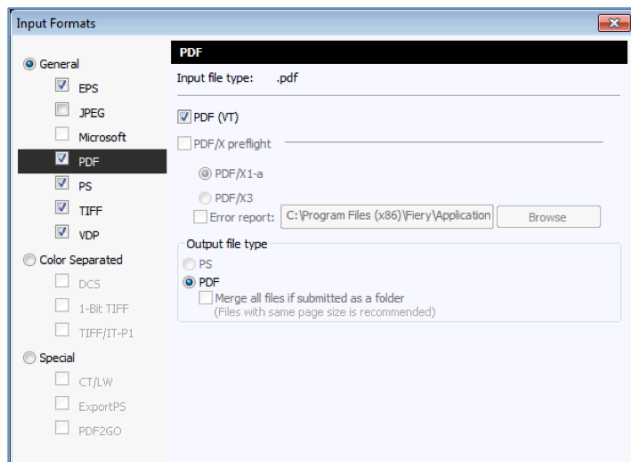 Input Formats
General
EPS
JPEG
Microsoft
PDF
PS
TIFF
VDP
Color Separated
DCS
1-Bit TIFF
TIFF/IT-P1
Special
CT/LW
ExportPS
PDF2GO
PDF
Input file type: .pdf
PDF (VT)
PDF/X preflight
PDF/X1-a
PDF/X3
Error report: C:\Program Files (x86)\Fiery\Application Browse
Output file type
PS
PDF
Merge all files if submitted as a folder
(Files with same page size is recommended)